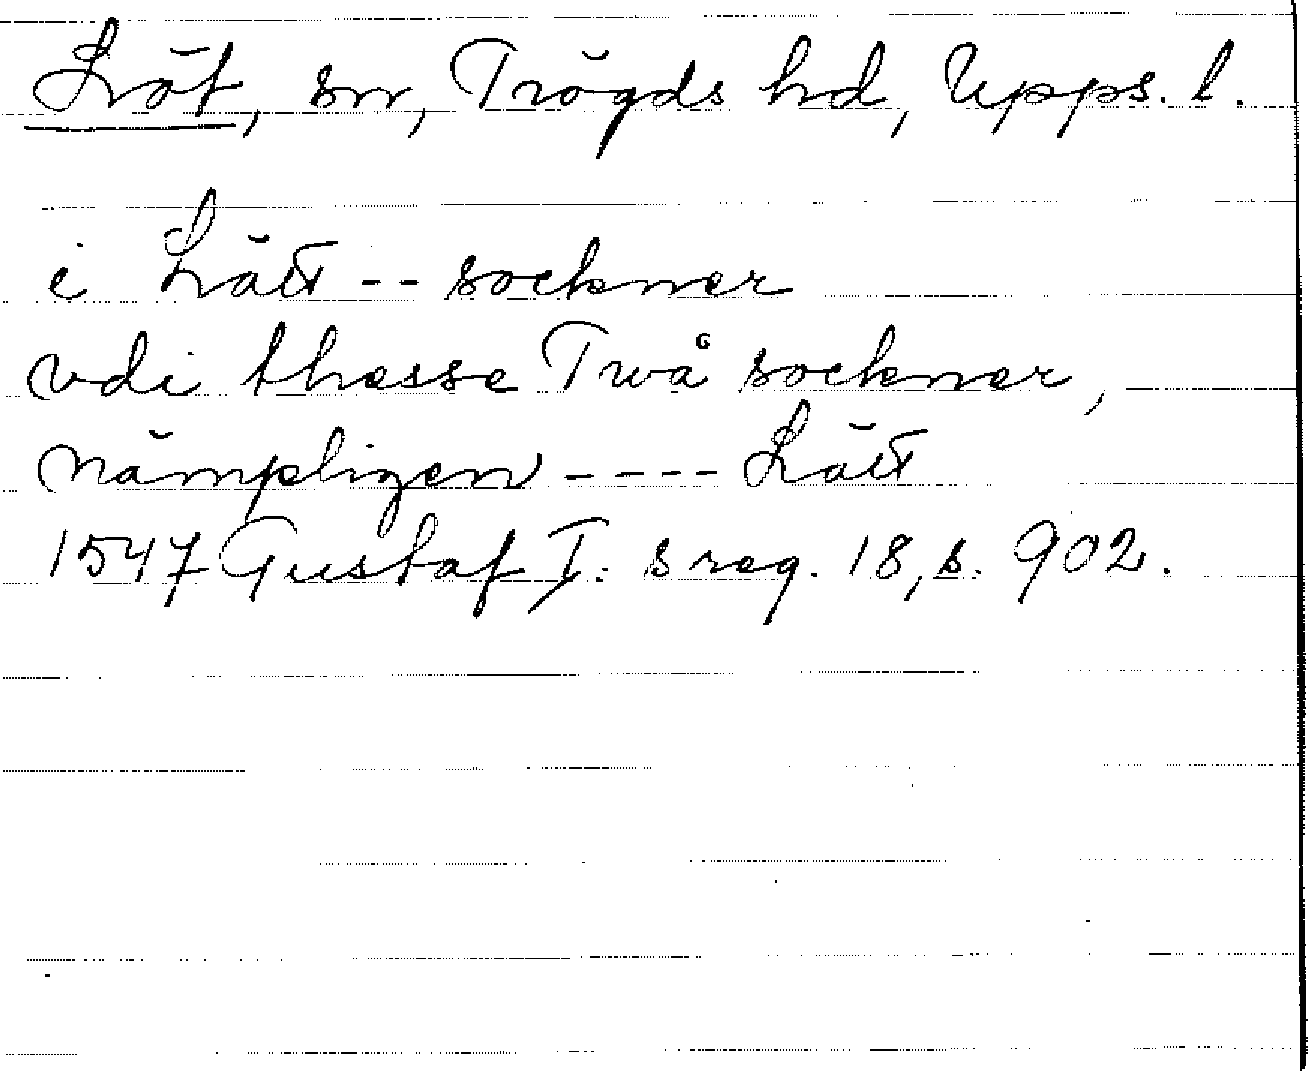 Löt, sn, Trögds hd, Upps. l.
i Lätt -- sockner
vdi thesse Twå sockner,
nämpligen ---- Lätt
1547 Gustaf I: s reg. 18, s. 902.